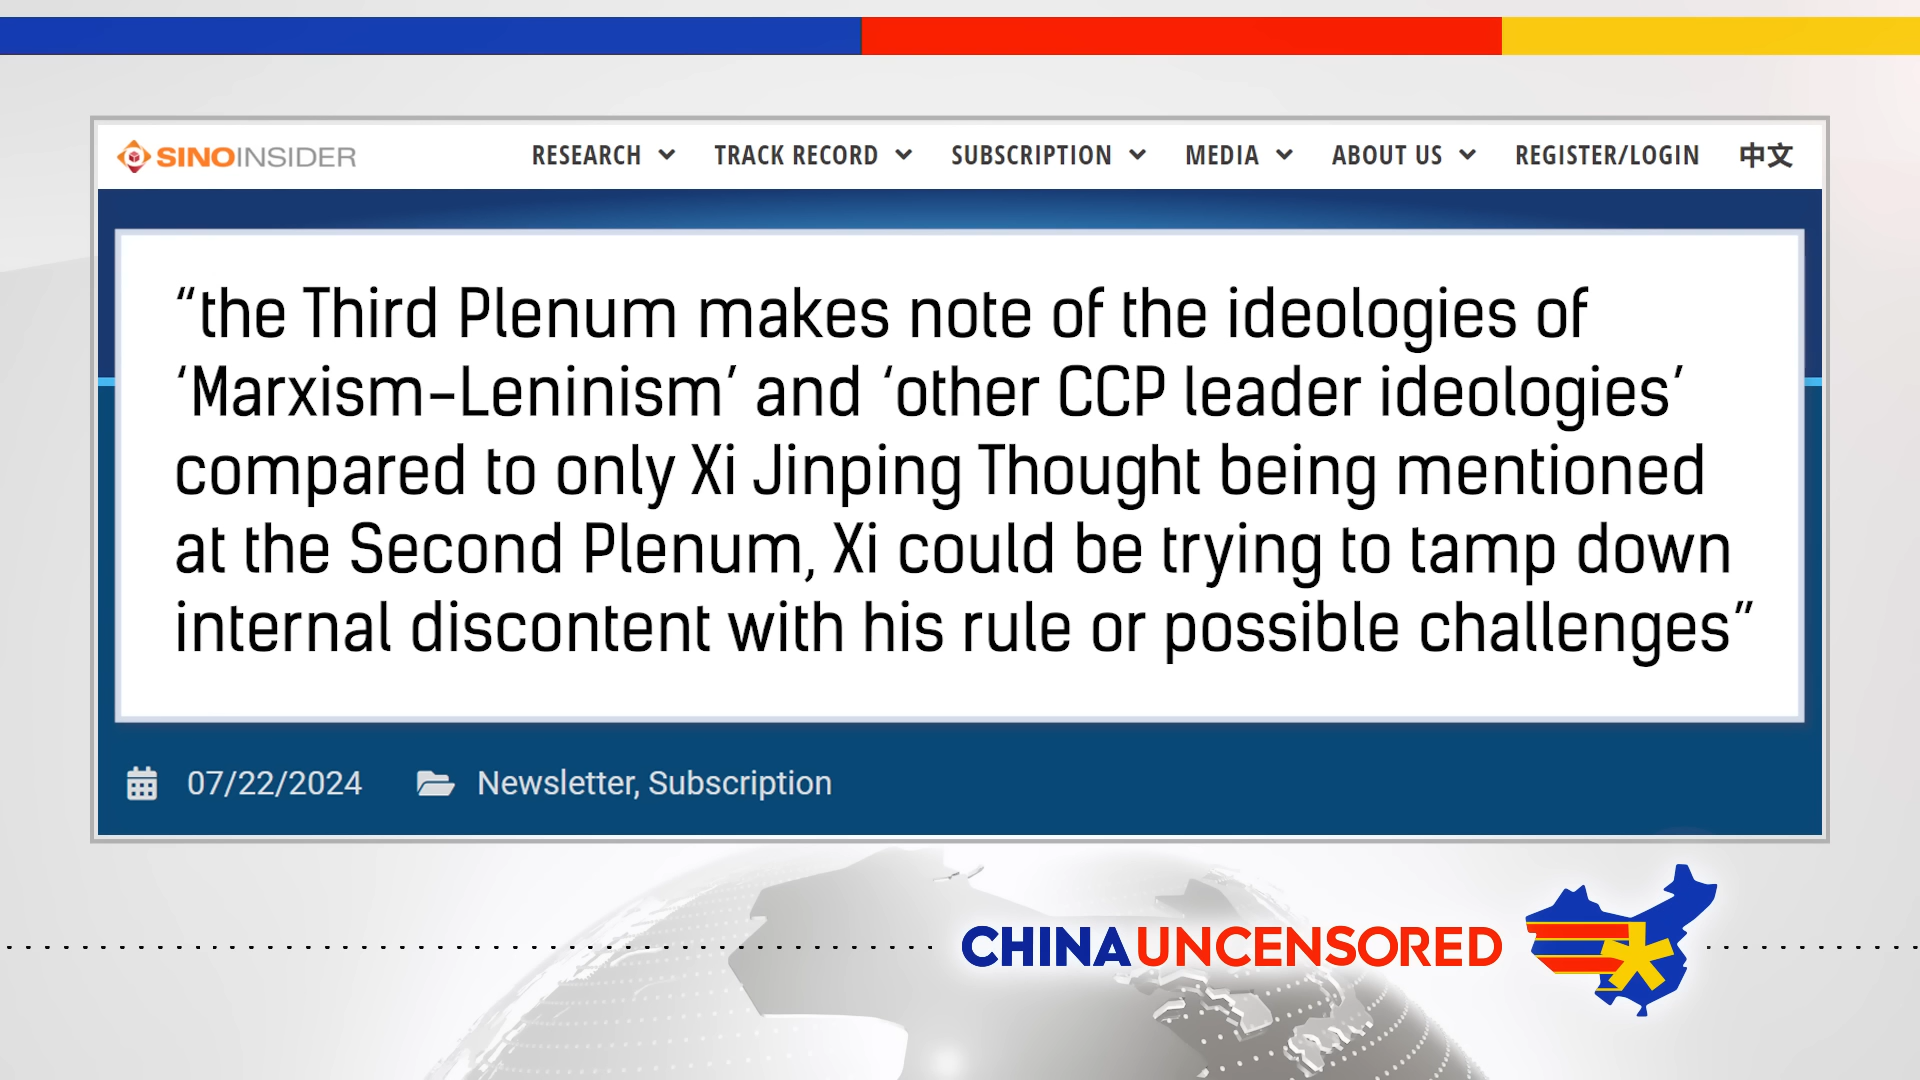 SINOINSIDER
RESEARCH TRACK RECORD SUBSCRIPTION MEDIA ABOUT US REGISTER/LOGIN 中文
“the Third Plenum makes note of the ideologies of
‘Marxism-Leninism’ and ‘other CCP leader ideologies’
compared to only Xi Jinping Thought being mentioned
at the Second Plenum, Xi could be trying to tamp down
internal discontent with his rule or possible challenges”
07/22/2024 Newsletter, Subscription
CHINAUNCENSORED